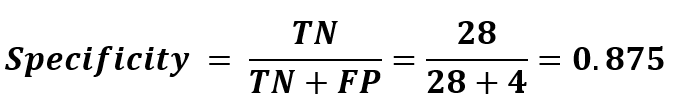 Specificity = TN / (TN + FP) = 28 / (28 + 4) = 0.875